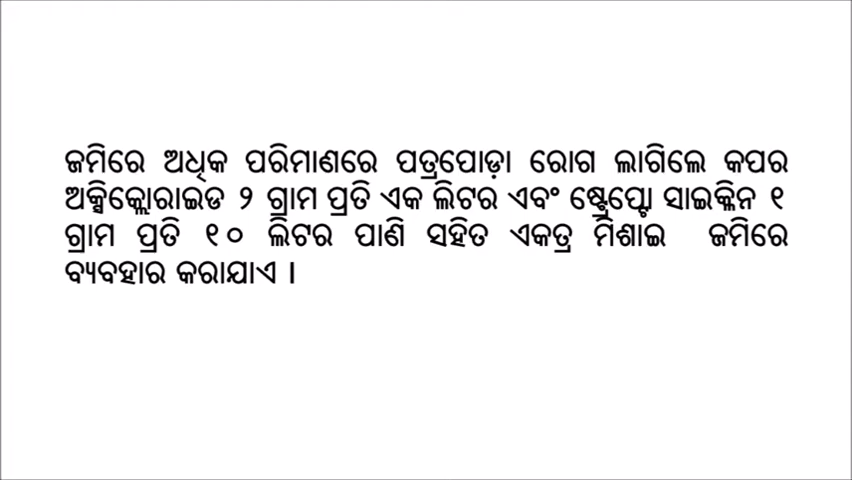 ଜମିରେ ଅଧିକ ପରିମାଣରେ ପତ୍ରପୋଡ଼ା ରୋଗ ଲାଗିଲେ କପର
ଅକ୍ସିକ୍ଲୋରାଇଡ ୨ ଗ୍ରାମ ପ୍ରତି ଏକ ଲିଟର ଏବଂ ଷ୍ଟ୍ରେପ୍ଟୋ ସାଇକ୍ଲିନ ୧
ଗ୍ରାମ ପ୍ରତି ୧୦ ଲିଟର ପାଣି ସହିତ ଏକତ୍ର ମିଶାଇ ଜମିରେ
ବ୍ୟବହାର କରାଯାଏ ।